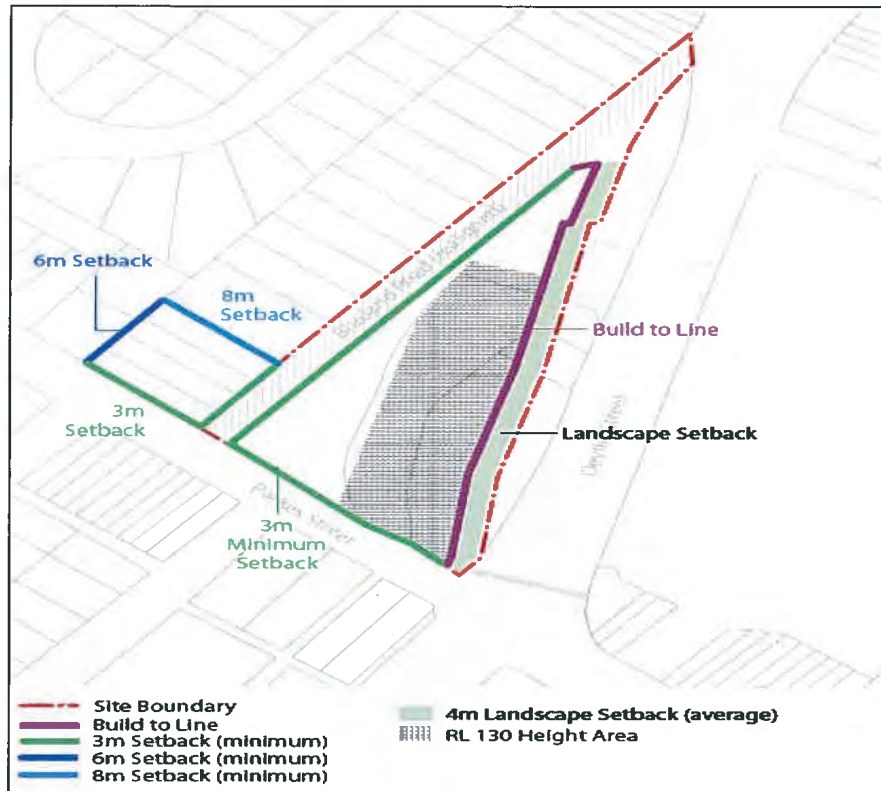 6m Setback
8m
Setback
Build to Line
3m
Setback
Landscape Setback
Street
3m
Minimum
Setback
Site Boundary
Build to Line
3m Setback (minimum)
6m Setback (minimum)
8m Setback (minimum)
4m Landscape Setback (average)
RL 130 Height Area